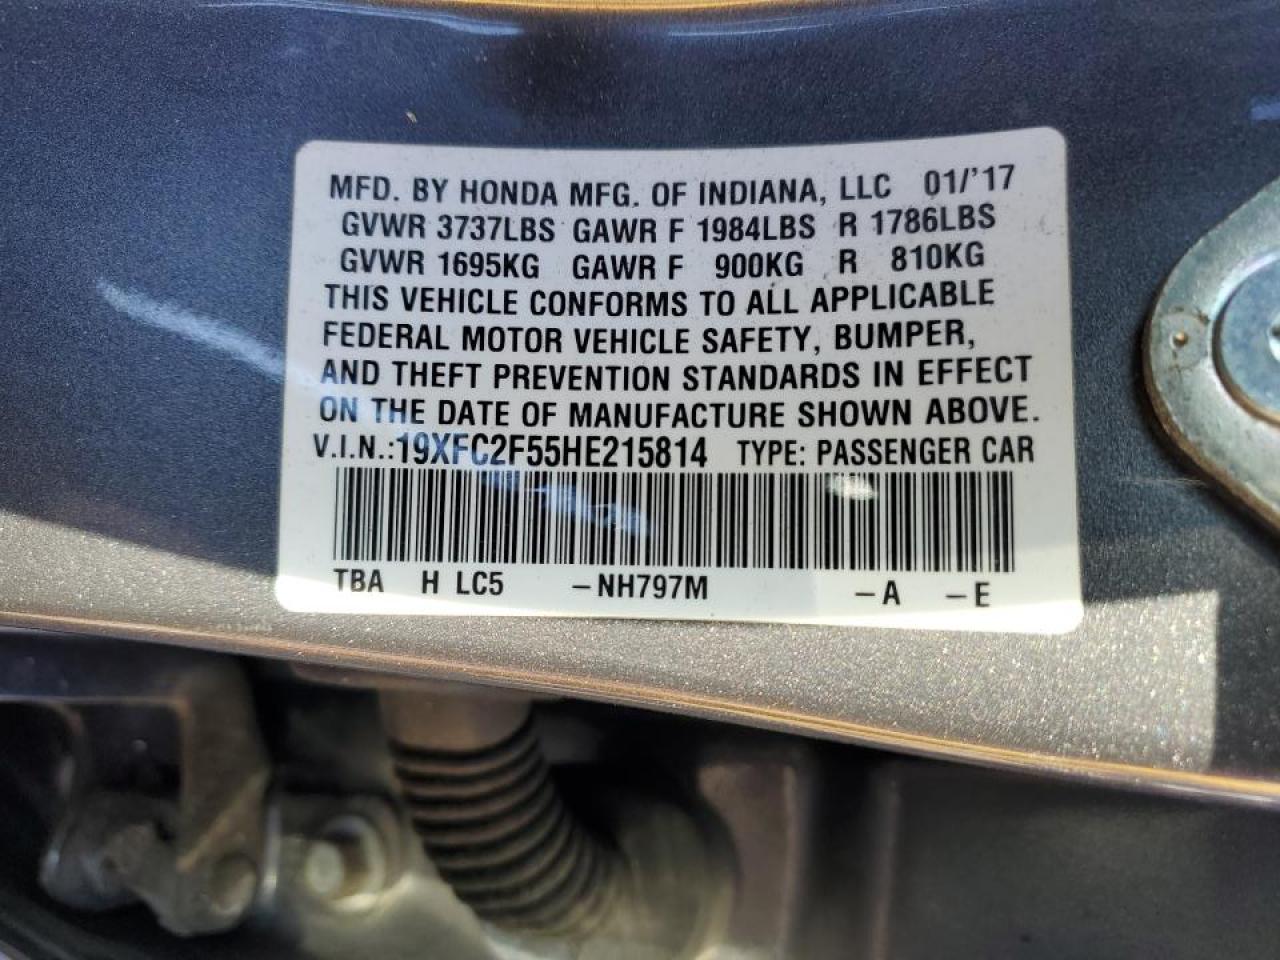 MFD. BY HONDA MFG. OF INDIANA, LLC 01/'17
GVWR 3737LBS GAWR F 1984LBS R 1786LBS
GVWR 1695KG GAWR F 900KG R 810KG
THIS VEHICLE CONFORMS TO ALL APPLICABLE
FEDERAL MOTOR VEHICLE SAFETY, BUMPER,
AND THEFT PREVENTION STANDARDS IN EFFECT
ON THE DATE OF MANUFACTURE SHOWN ABOVE.
V.I.N.:19XFC2F55HE215814 TYPE: PASSENGER CAR
TBA H LC5 -NH797M -A -E